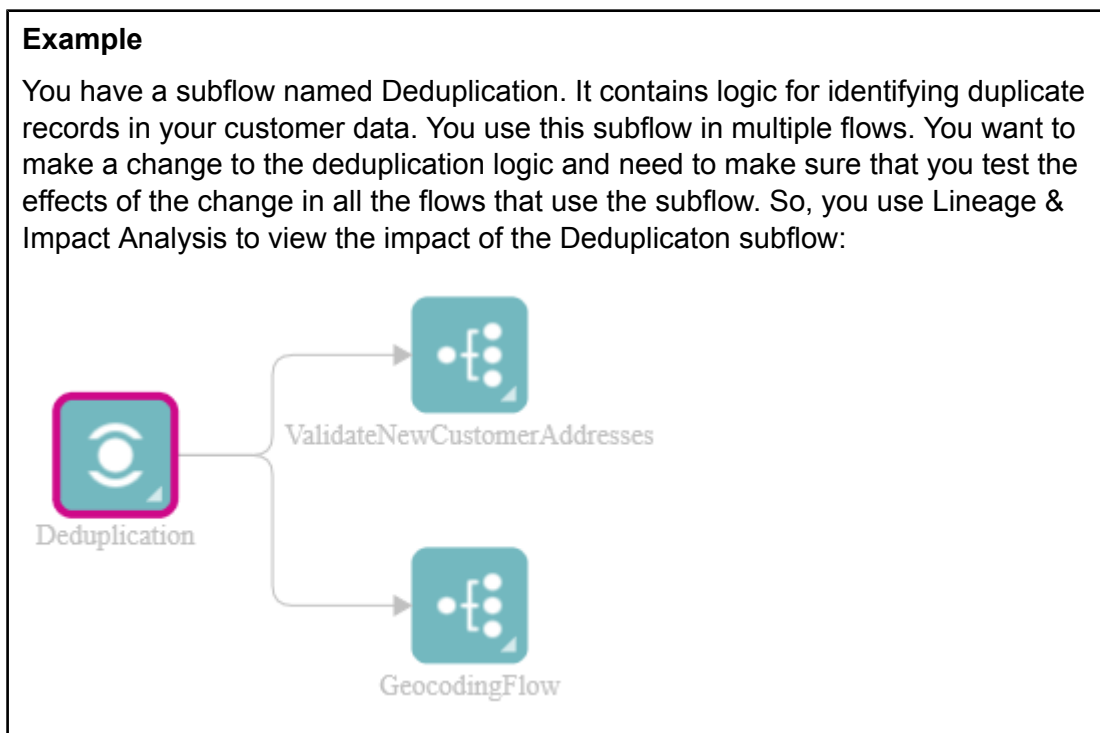 Example
You have a subflow named Deduplication. It contains logic for identifying duplicate
records in your customer data. You use this subflow in multiple flows. You want to
make a change to the deduplication logic and need to make sure that you test the
effects of the change in all the flows that use the subflow. So, you use Lineage &
Impact Analysis to view the impact of the Deduplicaton subflow:
ValidateNewCustomerAddresses
Deduplication
GeocodingFlow